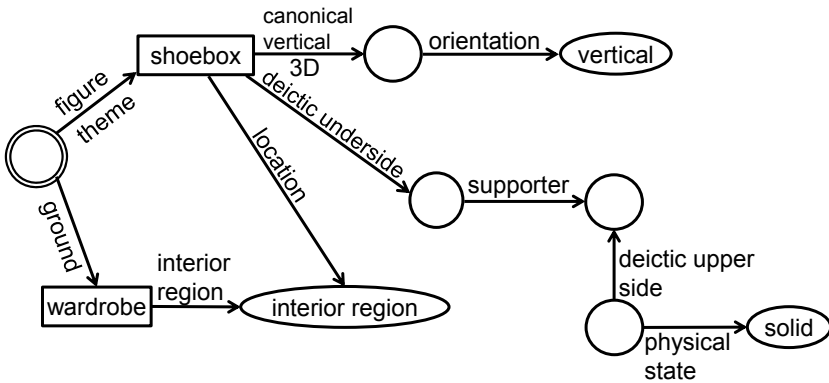 canonical
vertical
3D
shoebox
orientation
vertical
figure
theme
deictic underside
location
supporter
ground
interior
region
wardrobe
interior region
deictic upper
side
physical
state
solid